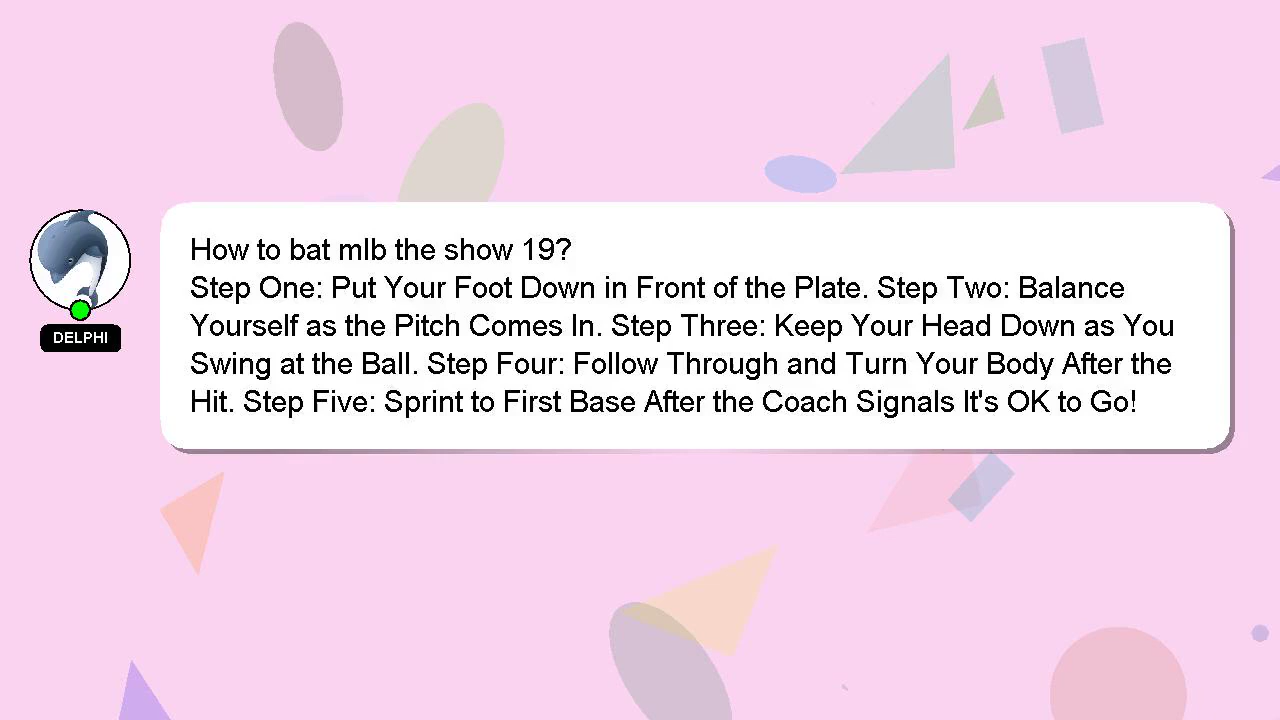 How to bat mlb the show 19?
Step One: Put Your Foot Down in Front of the Plate. Step Two: Balance
Yourself as the Pitch Comes In. Step Three: Keep Your Head Down as You
Swing at the Ball. Step Four: Follow Through and Turn Your Body After the
Hit. Step Five: Sprint to First Base After the Coach Signals It's OK to Go!
DELPHI